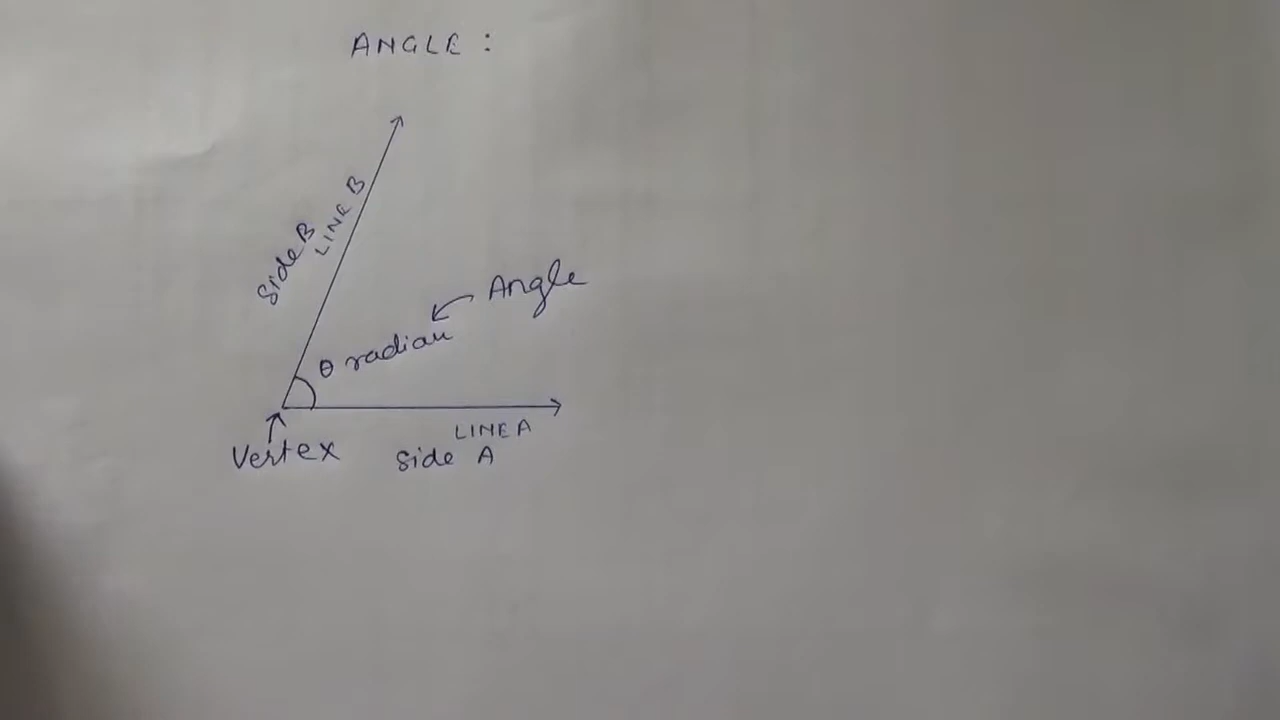 ANGLE :
Side B
LINE B
Angle
θ radian
LINE A
Vertex
Side A